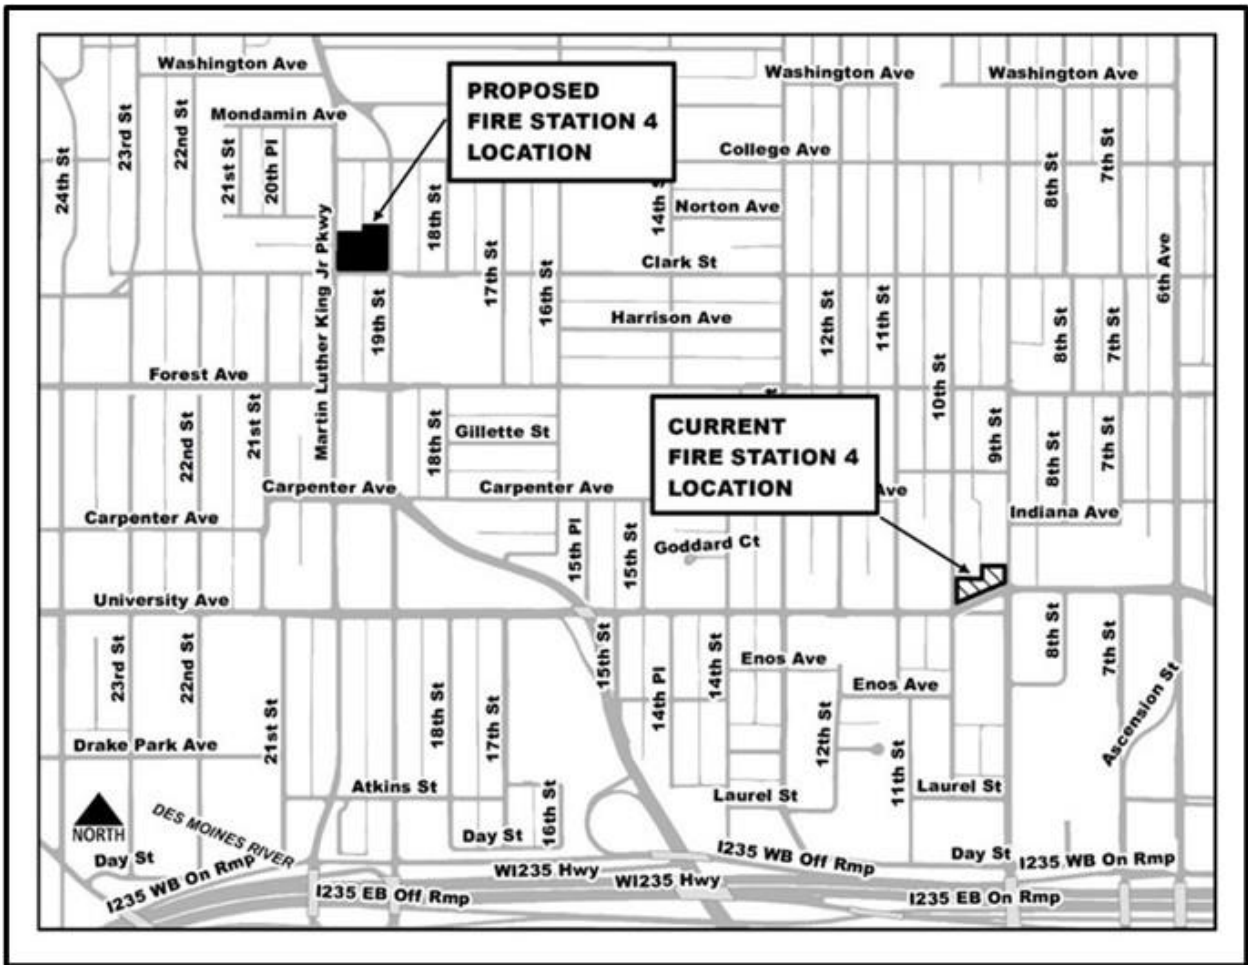 Washington Ave
Washington Ave
Washington Ave
PROPOSED
FIRE STATION 4
LOCATION
Mondamin Ave
College Ave
24th St
23rd St
22nd St
21st St
20th Pl
18th St
14th S
Norton Ave
8th St
7th St
Martin Luther King Jr Pkwy
Clark St
17th St
16th St
6th Ave
19th St
Harrison Ave
12th St
11th St
8th St
7th St
Forest Ave
10th St
CURRENT
FIRE STATION 4
LOCATION
22nd St
21st St
18th St
Gillette St
9th St
8th St
7th St
Carpenter Ave
Carpenter Ave
Ave
Carpenter Ave
Indiana Ave
15th Pl
15th St
Goddard Ct
University Ave
23rd St
22nd St
15th St
14th Pl
14th St
Enos Ave
Enos Ave
8th St
7th St
Ascension St
21st St
18th St
17th St
12th St
11th St
Drake Park Ave
Atkins St
16th St
Laurel St
Laurel St
NORTH
DES MOINES RIVER
Day St
Day St
Day St
I235 WB On Rmp
I235 EB Off Rmp
WI235 Hwy
WI235 Hwy
I235 WB Off Rmp
I235 WB On Rmp
I235 EB On Rmp